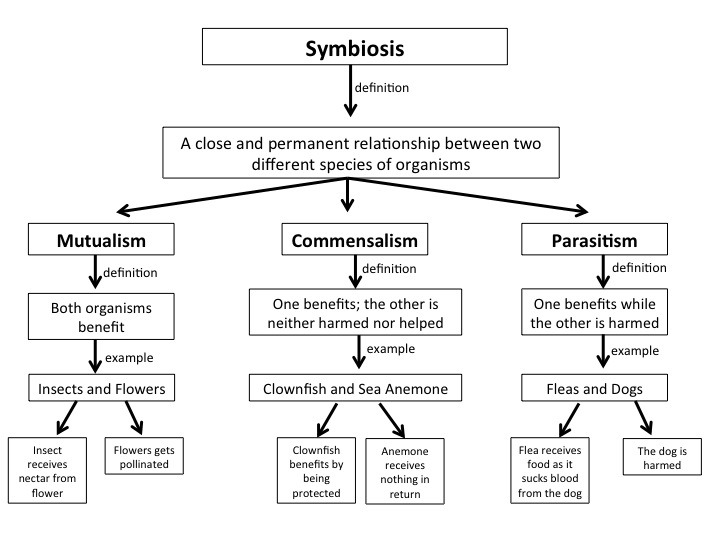 Symbiosis
definition
A close and permanent relationship between two
different species of organisms
Mutualism
definition
Both organisms
benefit
example
Insects and Flowers
Insect
receives
nectar from
flower
Flowers gets
pollinated
Commensalism
definition
One benefits; the other is
neither harmed nor helped
example
Clownfish and Sea Anemone
Clownfish
benefits by
being
protected
Anemone
receives
nothing in
return
Parasitism
definition
One benefits while
the other is harmed
example
Fleas and Dogs
Flea receives
food as it
sucks blood
from the dog
The dog is
harmed